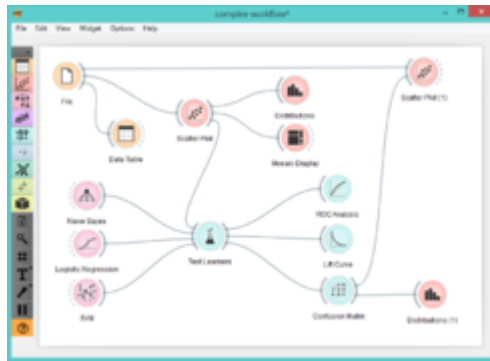 complex-workflow*
File Edit View Widget Options Help
File
Scatter Plot (1)
Distributions
Scatter Plot
Data Table
Mosaic Display
Naive Bayes
ROC Analysis
Test Learners
Logistic Regression
Lift Curve
SVM
Confusion Matrix
Distributions (1)